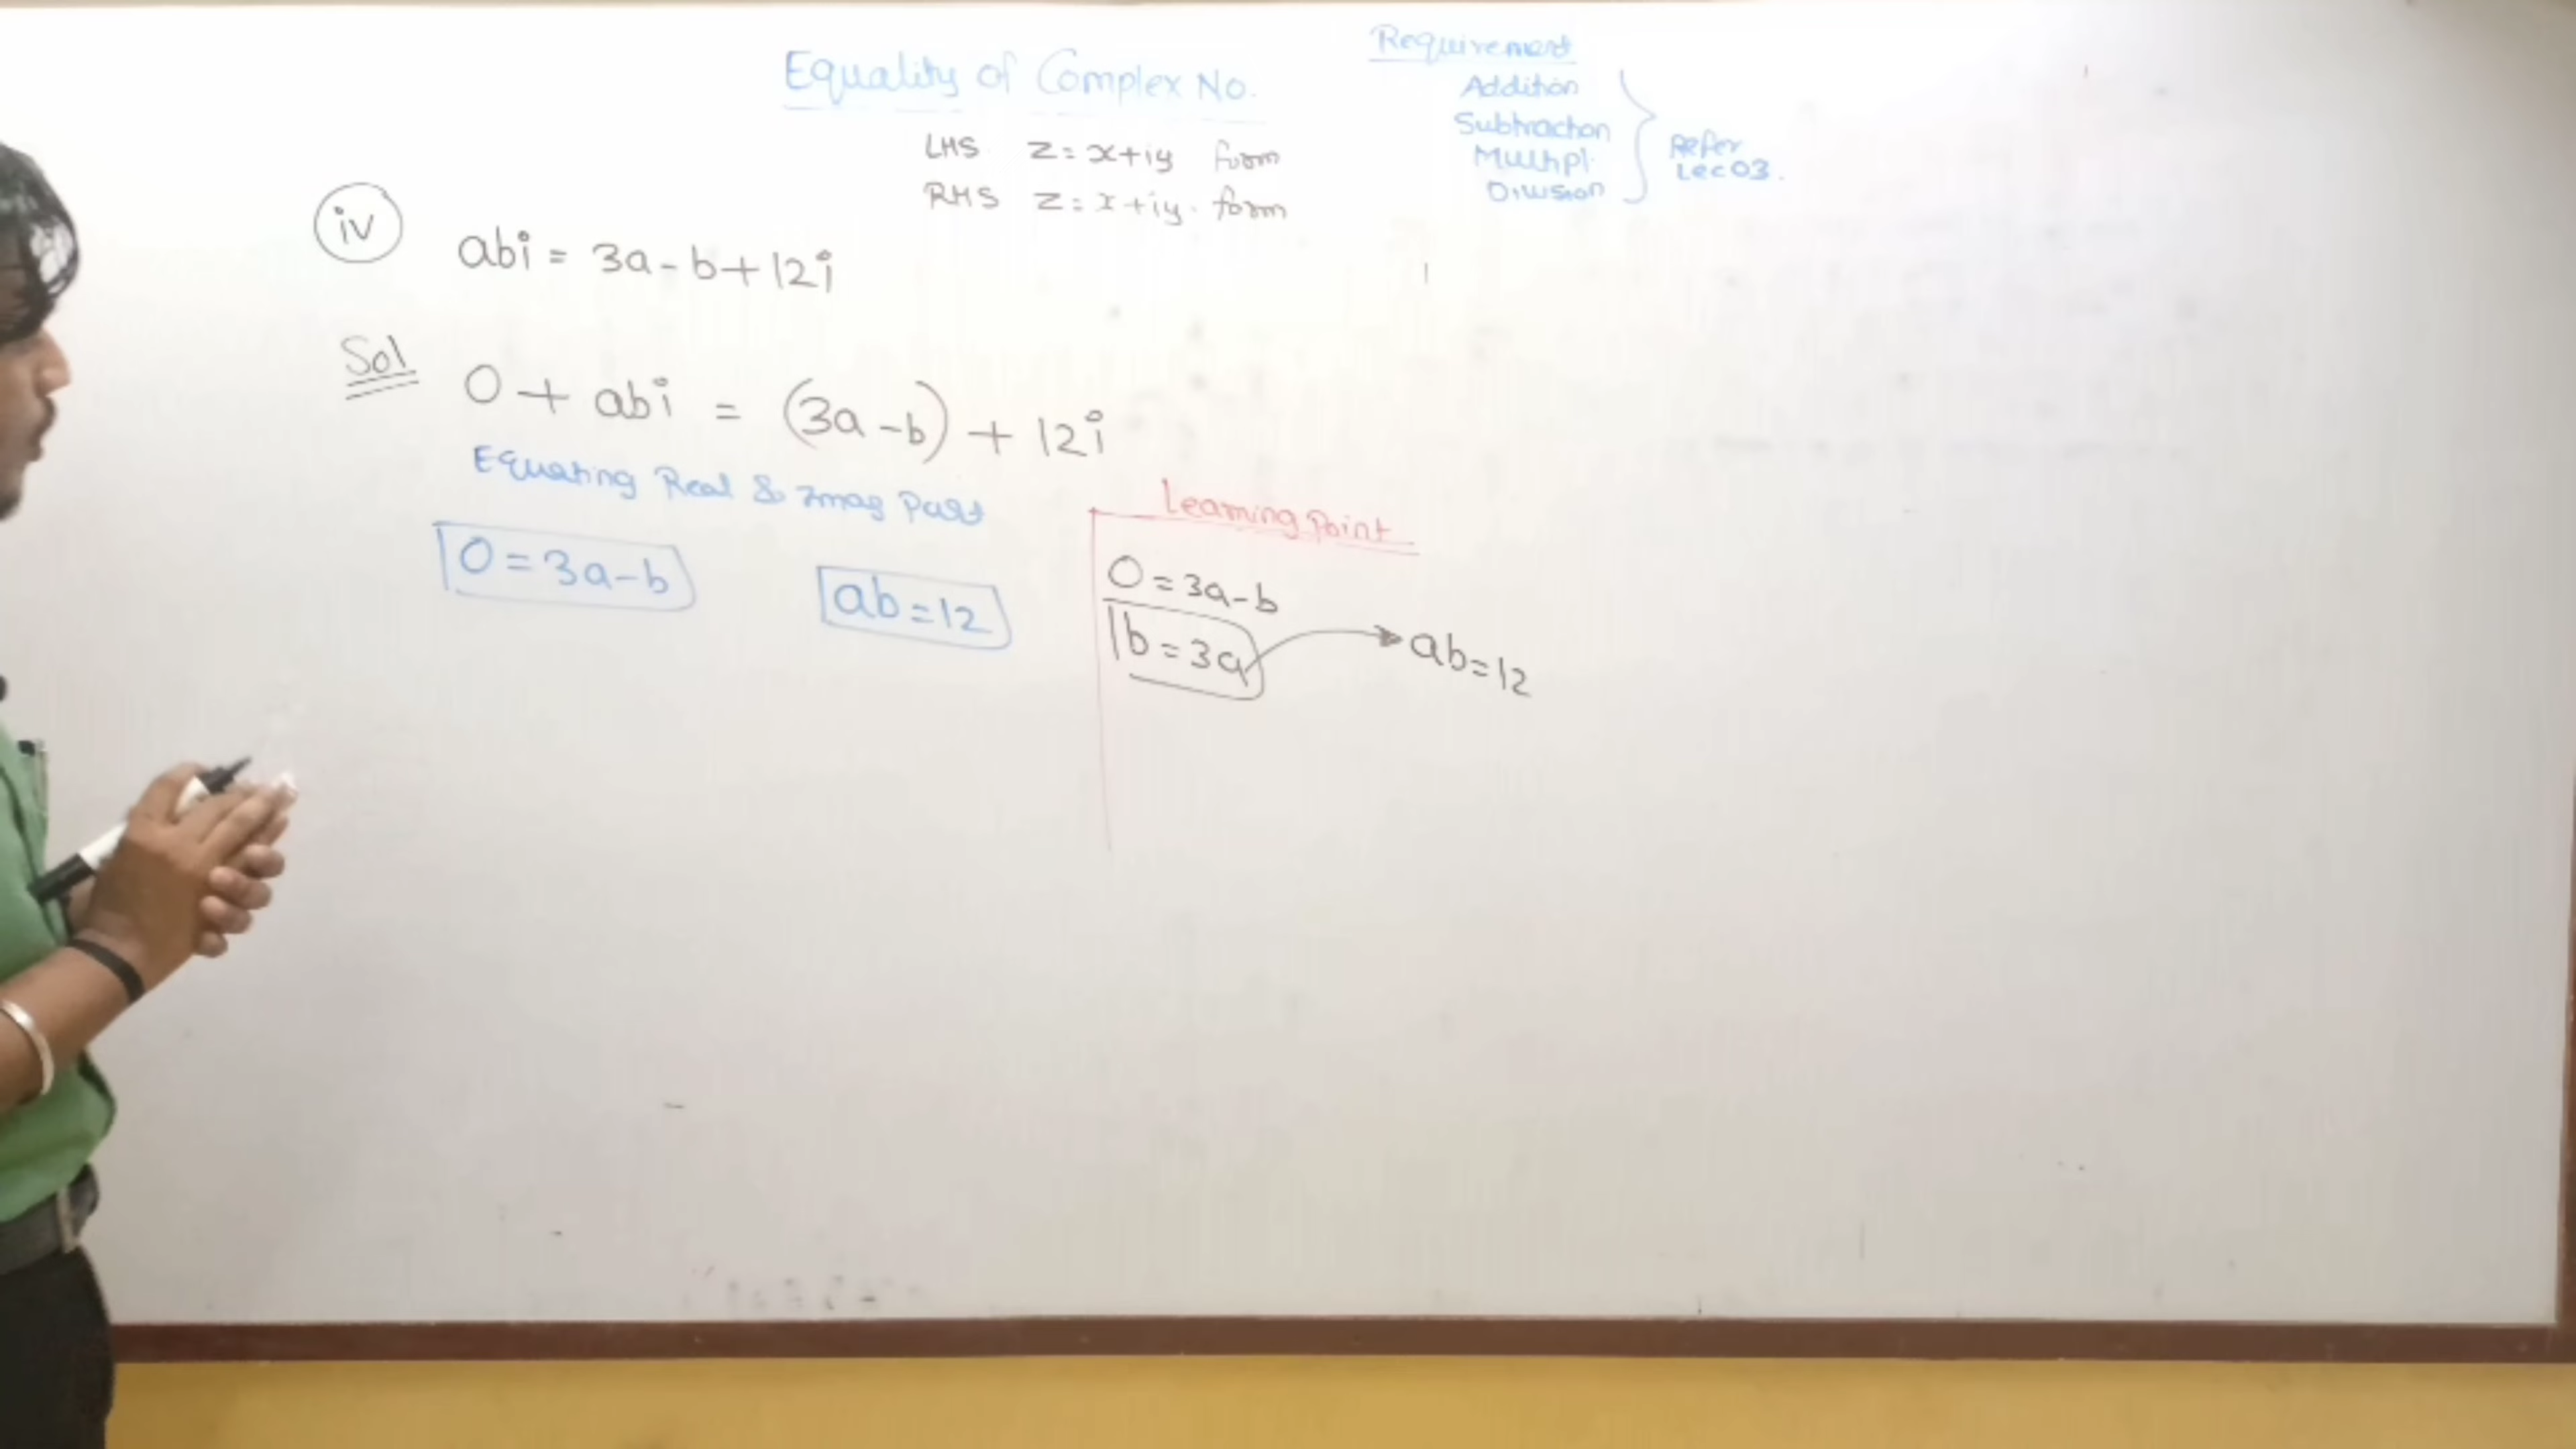 Equality of Complex No.
LHS z = x+iy form
RHS z = x+iy. form
Requirement
Addition
Subtraction
Multipl.
Division
Refer
Lec 03.
iv abi = 3a - b + 12i
Sol 0 + abi = (3a - b) + 12i
Equating Real & Imag Part
0 = 3a - b ab = 12
Learning Point
0 = 3a - b
b = 3a ab = 12